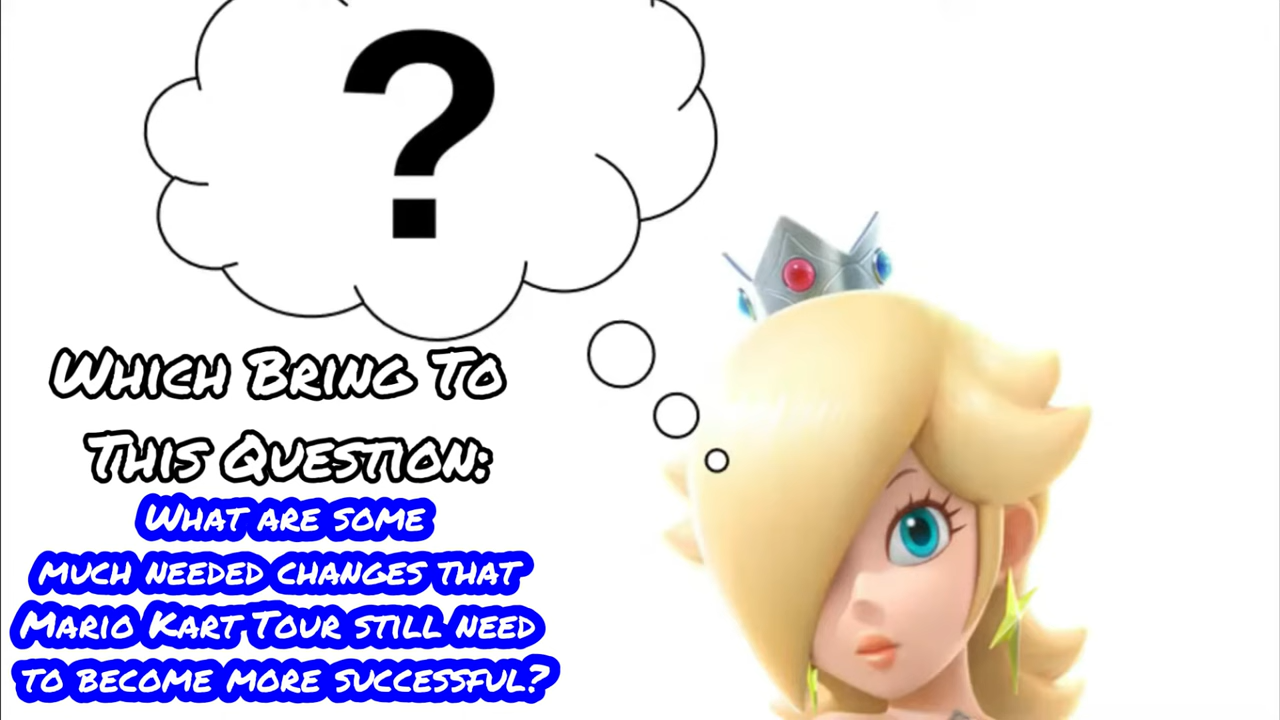 ?
Which Bring To
This Question:
What are some
much needed changes that
Mario Kart Tour still need
to become more successful?